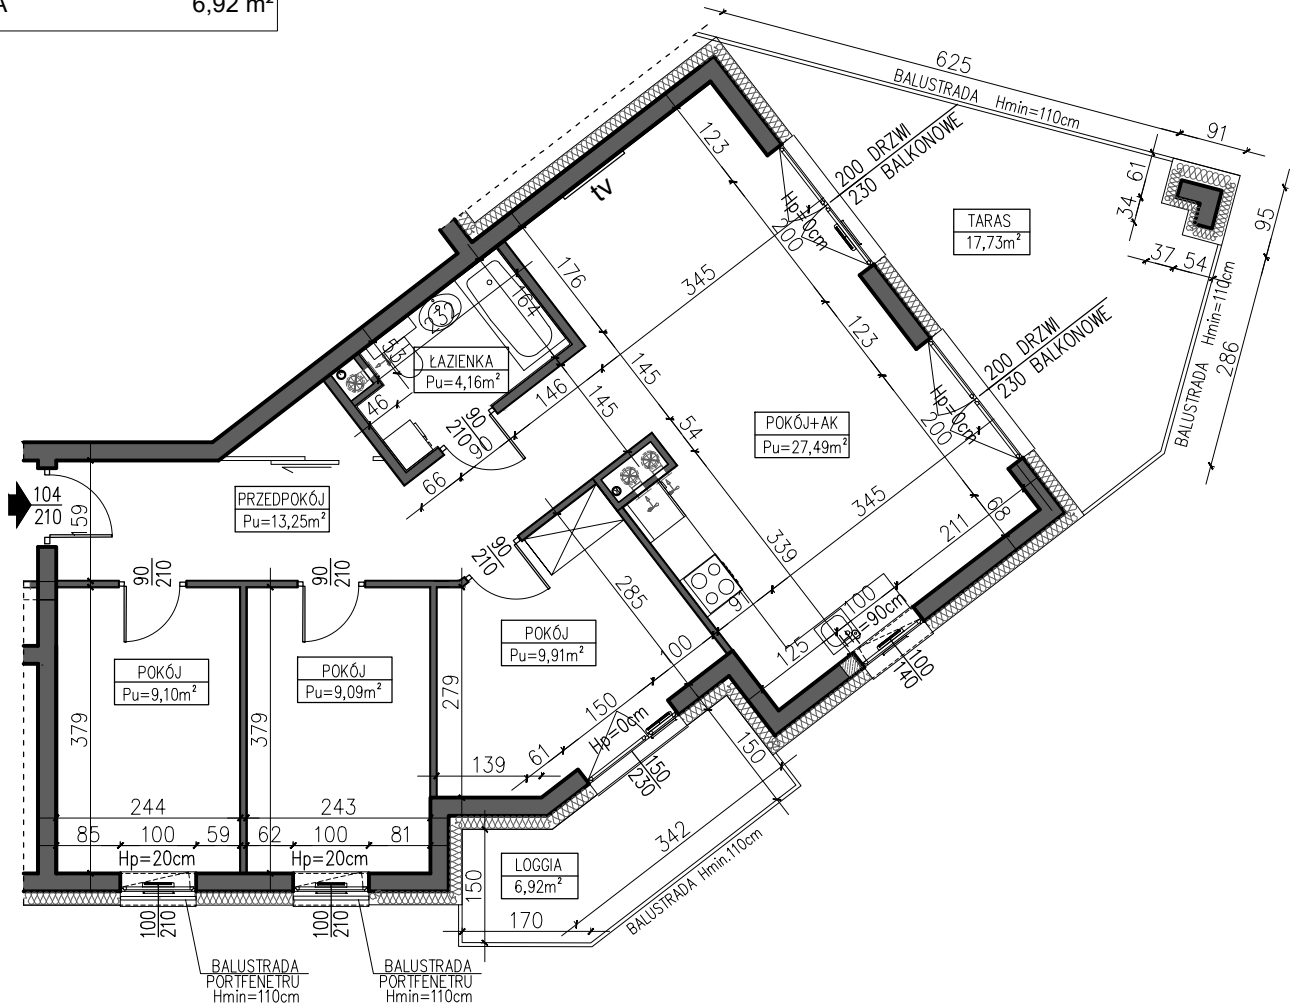 A 6,92 m²
625
BALUSTRADA Hmin=110cm
91
61
34
37 54
95
286
BALUSTRADA Hmin=110cm
TARAS
17,73m²
200 DRZWI
230 BALKONOWE
Hp=0cm
200
200 DRZWI
230 BALKONOWE
Hp=0cm
200
123
123
68
tv
176
345
145
54
339
345
211
POKÓJ+AK
Pu=27,49m²
164
232
53
46
ŁAZIENKA
Pu=4,16m²
146
145
90
210
90
66
104
210
159
PRZEDPOKÓJ
Pu=13,25m²
90
210
90
210
90
210
285
100
125
100
=90cm
100
140
POKÓJ
Pu=9,10m²
POKÓJ
Pu=9,09m²
POKÓJ
Pu=9,91m²
379
379
279
100
150
61
139
Hp=0cm
150
230
150
342
BALUSTRADA Hmin.110cm
244
243
85 100 59 62 100 81
Hp=20cm
Hp=20cm
LOGGIA
6,92m²
150
170
100
210
100
210
BALUSTRADA
PORTFENETRU
Hmin=110cm
BALUSTRADA
PORTFENETRU
Hmin=110cm